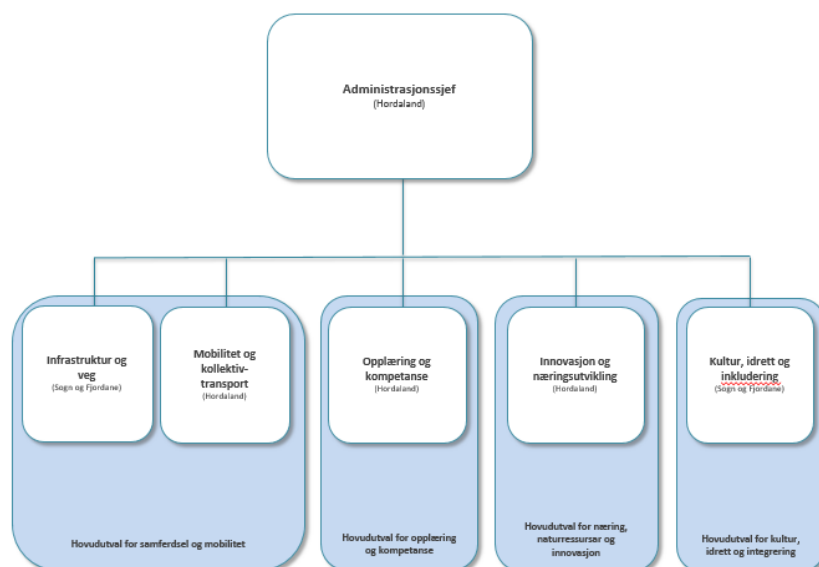 Administrasjonssjef
(Hordaland)
Infrastruktur og
veg
(Sogn og Fjordane)
Mobilitet og
kollektiv-
transport
(Hordaland)
Opplæring og
kompetanse
(Hordaland)
Innovasjon og
næringsutvikling
(Hordaland)
Kultur, idrett og
inkludering
(Sogn og Fjordane)
Hovudutval for samferdsel og mobilitet
Hovudutval for opplæring
og kompetanse
Hovudutval for næring,
naturressursar og
innovasjon
Hovudutval for kultur,
idrett og integrering